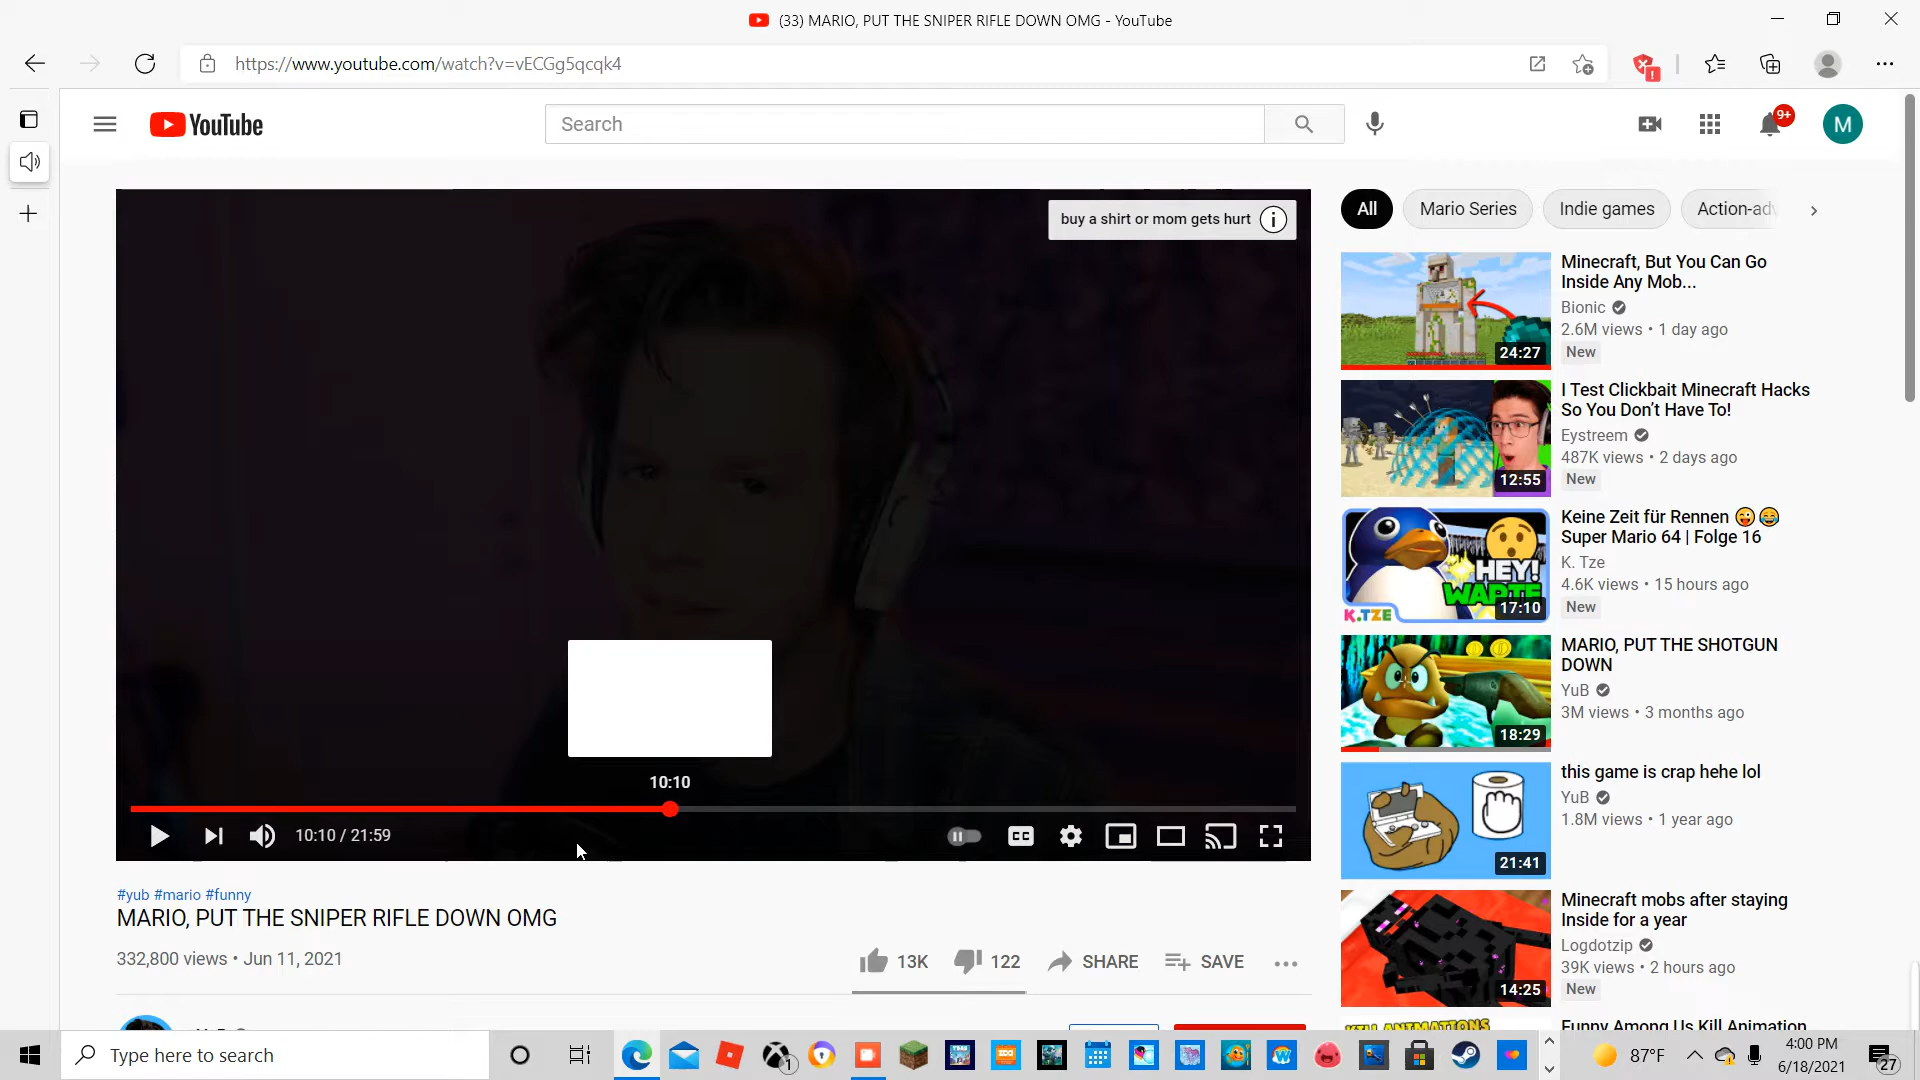 (33) MARIO, PUT THE SNIPER RIFLE DOWN OMG - YouTube
https://www.youtube.com/watch?v=vECGg5qcqk4
YouTube
Search
9+
M
buy a shirt or mom gets hurt
10:10
10:10 / 21:59
CC
#yub #mario #funny
MARIO, PUT THE SNIPER RIFLE DOWN OMG
332,800 views • Jun 11, 2021
13K
122
SHARE
SAVE
All
Mario Series
Indie games
Action-adv
24:27
Minecraft, But You Can Go
Inside Any Mob...
Bionic
2.6M views • 1 day ago
New
12:55
I Test Clickbait Minecraft Hacks
So You Don't Have To!
Eystreem
487K views • 2 days ago
New
HEY!
WARTE
K.TZE
17:10
Keine Zeit für Rennen 😜😂
Super Mario 64 | Folge 16
K. Tze
4.6K views • 15 hours ago
New
18:29
MARIO, PUT THE SHOTGUN
DOWN
YuB
3M views • 3 months ago
21:41
this game is crap hehe lol
YuB
1.8M views • 1 year ago
14:25
Minecraft mobs after staying
Inside for a year
Logdotzip
39K views • 2 hours ago
New
KILL ANIMATIONS
Funny Among Us Kill Animation
Type here to search
1
87°F
4:00 PM
6/18/2021
27